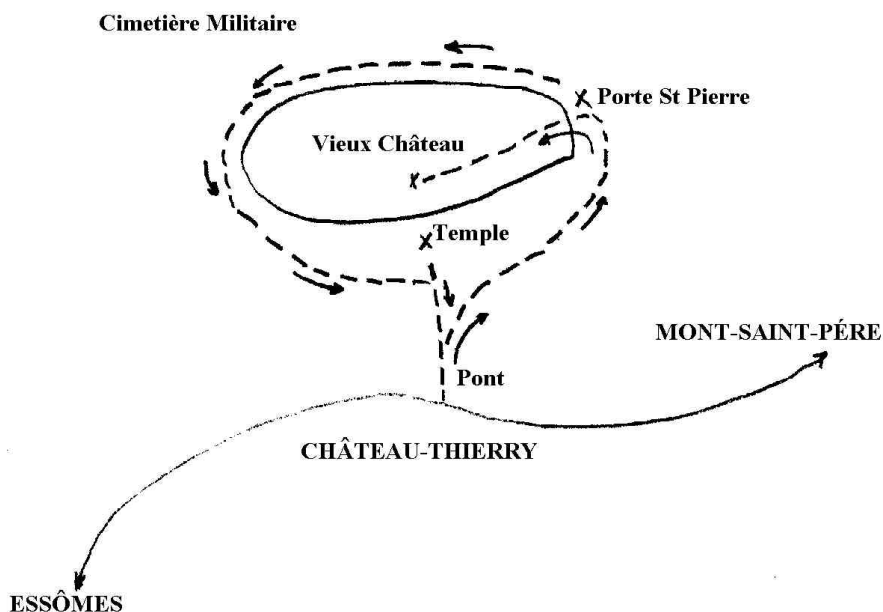 Cimetière Militaire
Porte St Pierre
Vieux Château
Temple
MONT-SAINT-PÉRE
Pont
CHÂTEAU-THIERRY
ESSÔMES